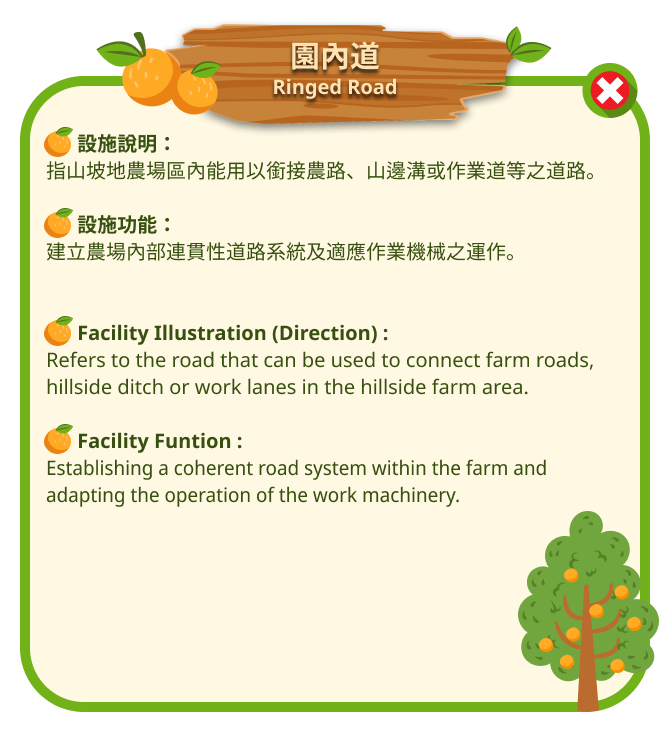 園內道
Ringed Road
設施說明：
指山坡地農場區內能用以銜接農路、山邊溝或作業道等之道路。
設施功能：
建立農場內部連貫性道路系統及適應作業機械之運作。
Facility Illustration (Direction) :
Refers to the road that can be used to connect farm roads,
hillside ditch or work lanes in the hillside farm area.
Facility Funtion :
Establishing a coherent road system within the farm and
adapting the operation of the work machinery.